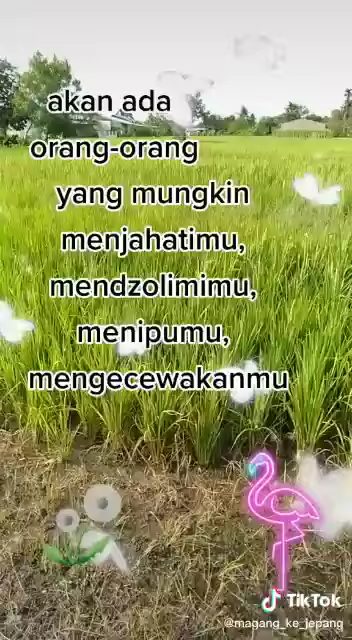 akan ada
orang-orang
yang mungkin
menjahatimu,
mendzolimimu,
menipumu,
mengecewakanmu
TikTok
@magang_ke_jepang